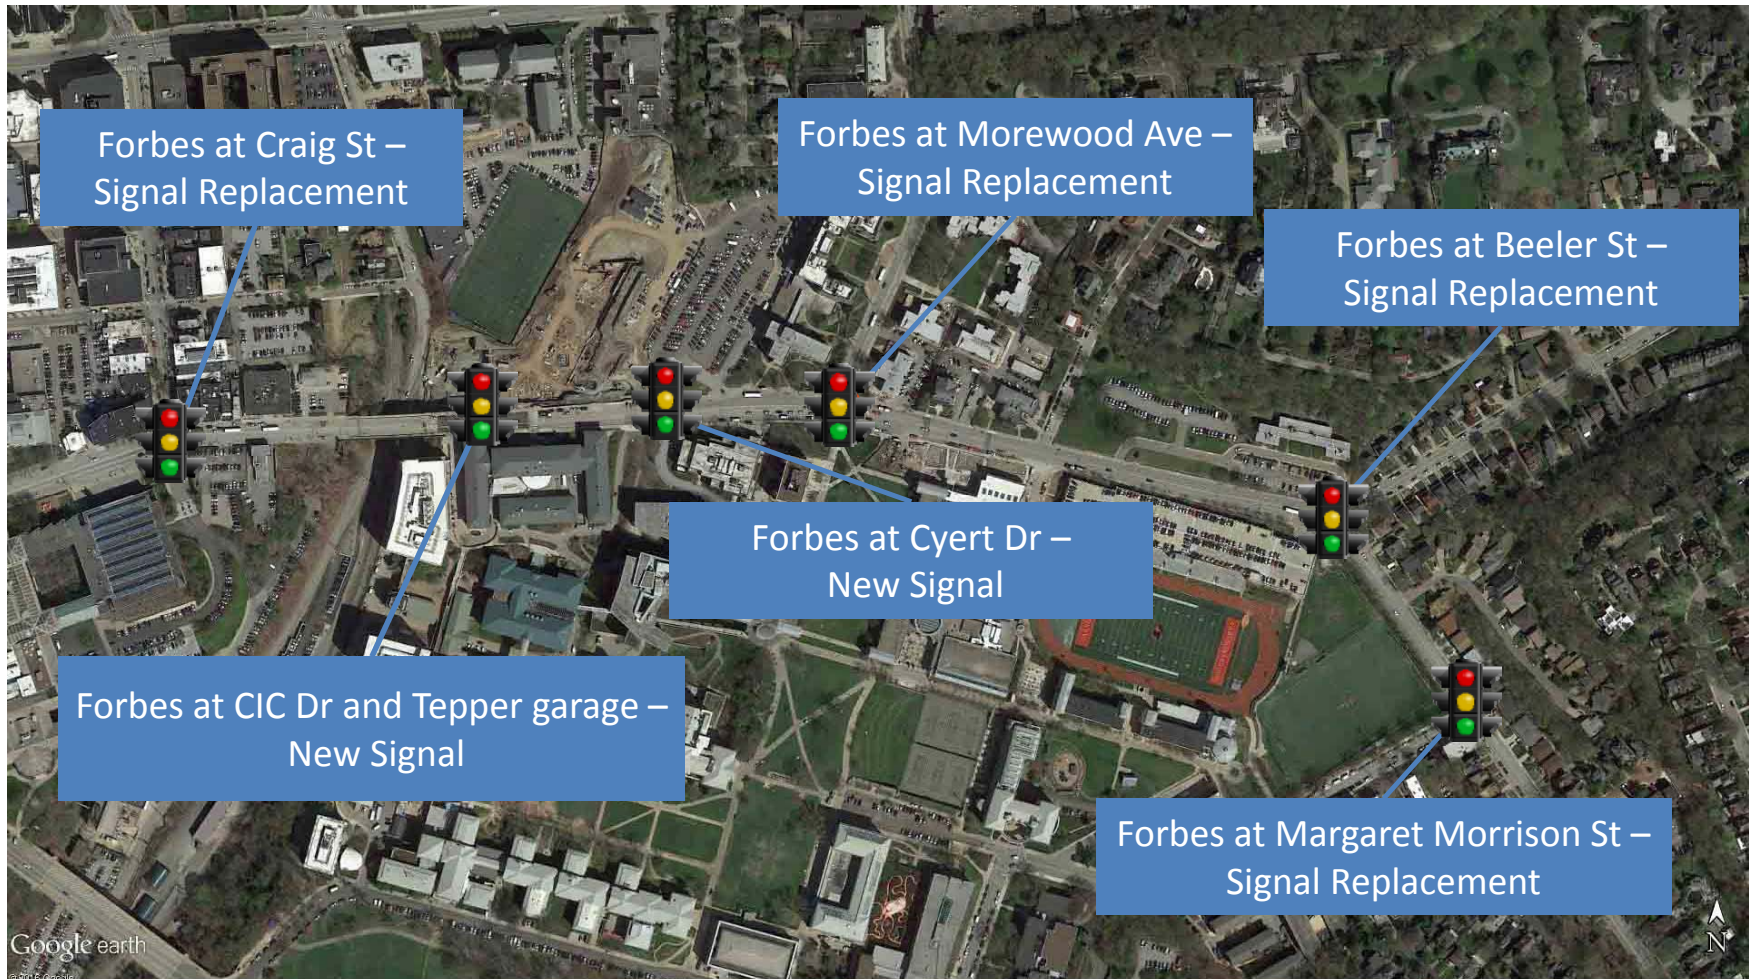 Forbes at Craig St –
Signal Replacement
Forbes at Morewood Ave –
Signal Replacement
Forbes at Beeler St –
Signal Replacement
Forbes at Cyert Dr –
New Signal
Forbes at CIC Dr and Tepper garage –
New Signal
Forbes at Margaret Morrison St –
Signal Replacement
Google earth
© 2016 Google
N